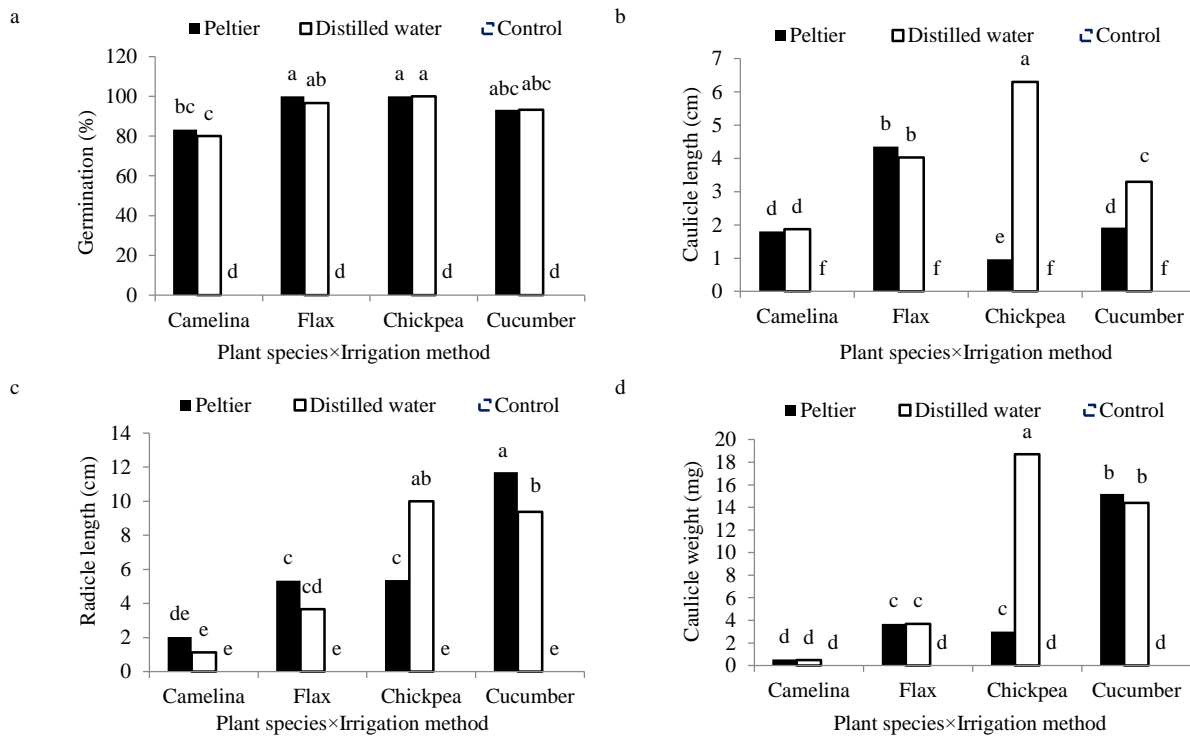 a
Peltier Distilled water Control
Germination (%)
120
100
80
60
40
20
0
bc c d
a ab d
a a d
abc abc d
Camelina Flax Chickpea Cucumber
Plant species×Irrigation method
b
Peltier Distilled water Control
Caulicle length (cm)
7
6
5
4
3
2
1
0
d d f
b b f
e a f
d c f
Camelina Flax Chickpea Cucumber
Plant species×Irrigation method
c
Peltier Distilled water Control
Radicle length (cm)
14
12
10
8
6
4
2
0
de e e
c cd e
c ab e
a b e
Camelina Flax Chickpea Cucumber
Plant species×Irrigation method
d
Peltier Distilled water Control
Caulicle weight (mg)
20
18
16
14
12
10
8
6
4
2
0
d d d
c c d
c a d
b b d
Camelina Flax Chickpea Cucumber
Plant species×Irrigation method